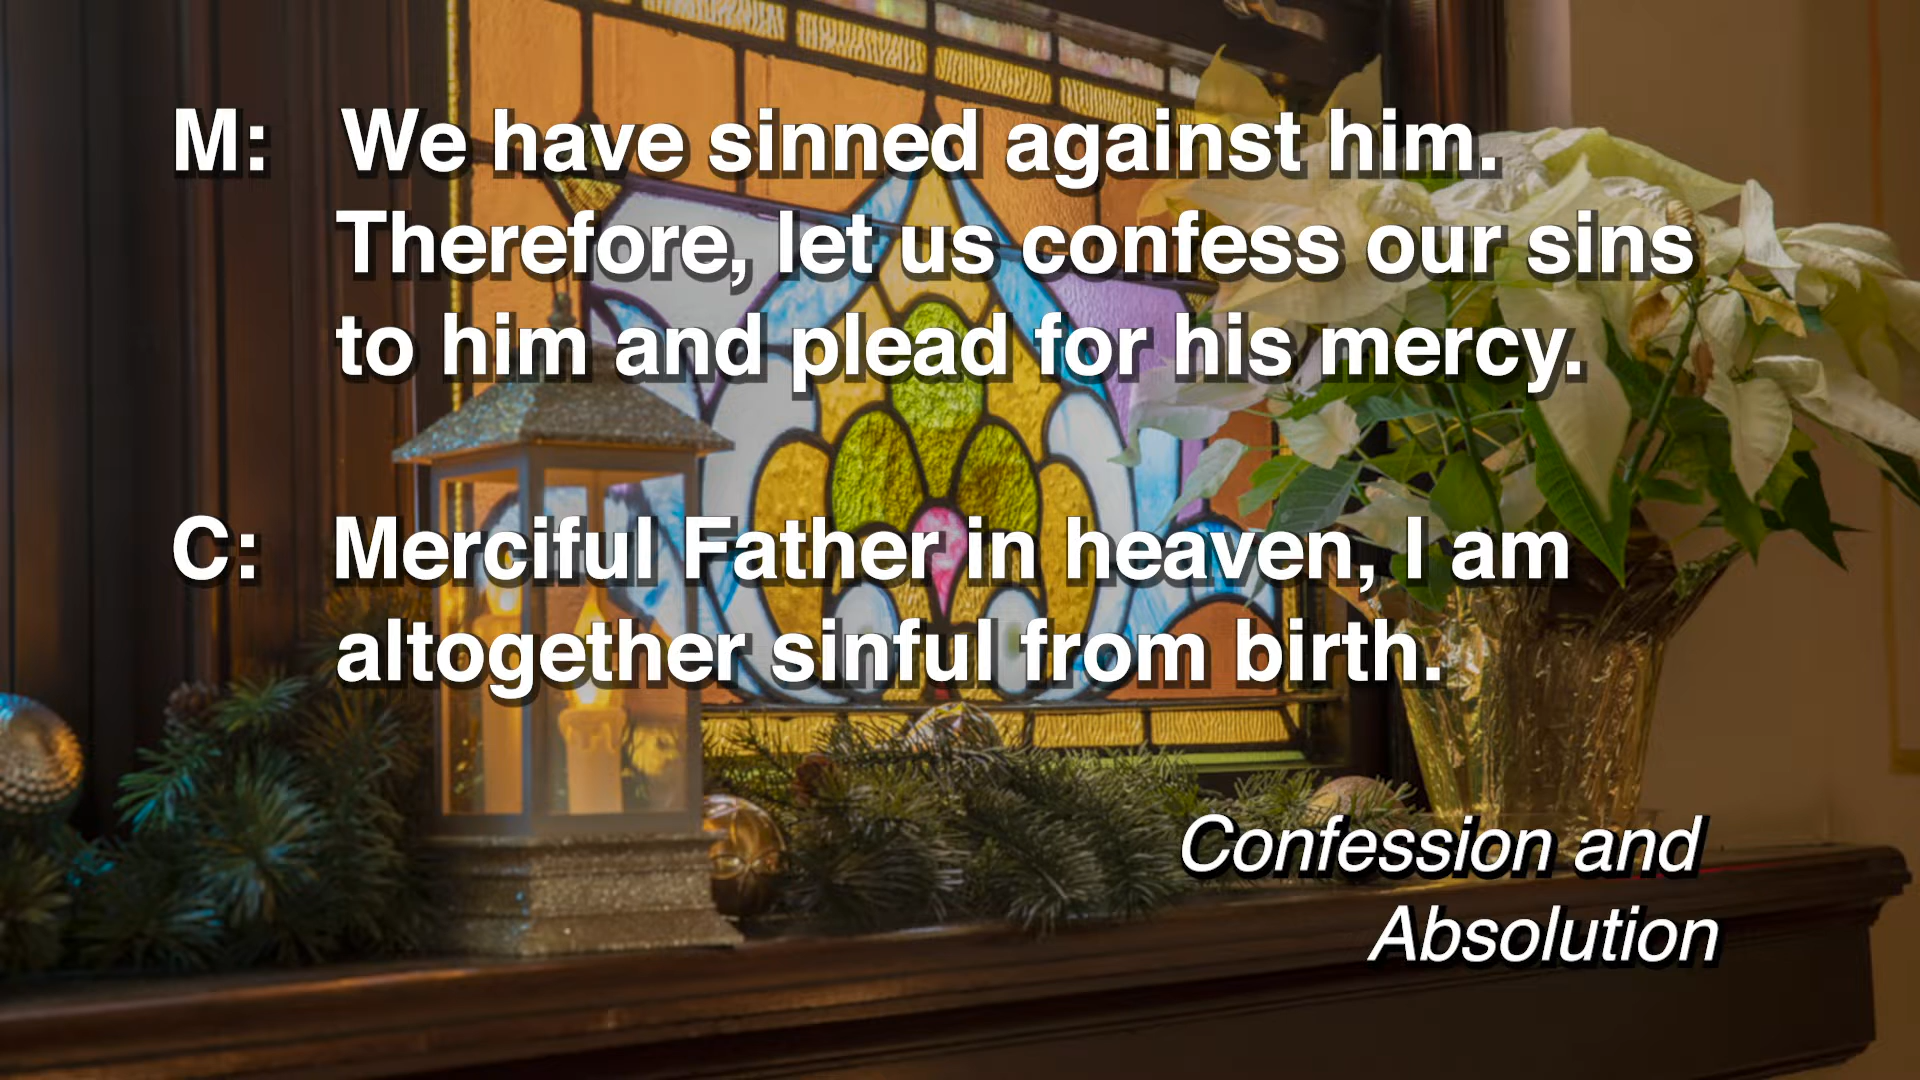 M: We have sinned against him.
Therefore, let us confess our sins
to him and plead for his mercy.
C: Merciful Father in heaven, I am
altogether sinful from birth.
Confession and
Absolution